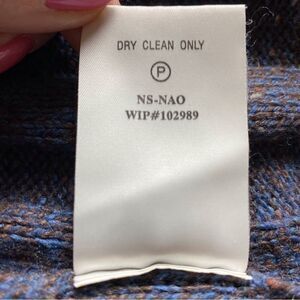 DRY CLEAN ONLY
P
NS-NAO
WIP#102989